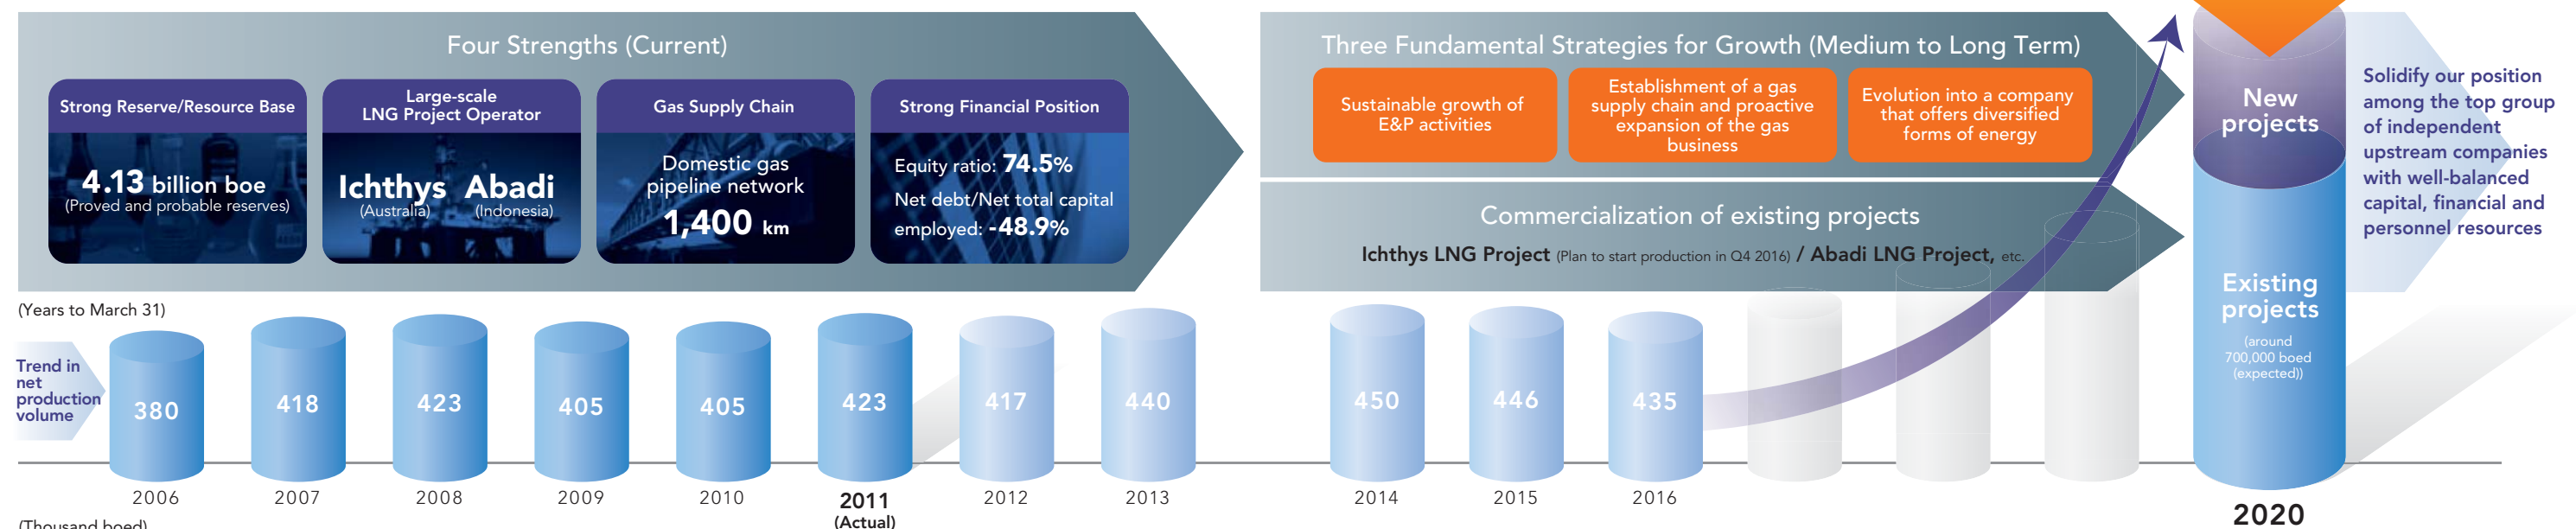 Four Strengths (Current)
Strong Reserve/Resource Base
4.13 billion boe
(Proved and probable reserves)
Large-scale
LNG Project Operator
Ichthys Abadi
(Australia) (Indonesia)
Gas Supply Chain
Domestic gas
pipeline network
1,400 km
Strong Financial Position
Equity ratio: 74.5%
Net debt/Net total capital
employed: -48.9%
Three Fundamental Strategies for Growth (Medium to Long Term)
Sustainable growth of
E&P activities
Establishment of a gas
supply chain and proactive
expansion of the gas
business
Evolution into a company
that offers diversified
forms of energy
Commercialization of existing projects
Ichthys LNG Project (Plan to start production in Q4 2016) / Abadi LNG Project, etc.
New
projects
Existing
projects
(around
700,000 boed
(expected))
Solidify our position
among the top group
of independent
upstream companies
with well-balanced
capital, financial and
personnel resources
(Years to March 31)
Trend in
net
production
volume
380 418 423 405 405 423 417 440 450 446 435
2006 2007 2008 2009 2010 2011 2012 2013 2014 2015 2016 2020
(Actual)
(Thousand boed)